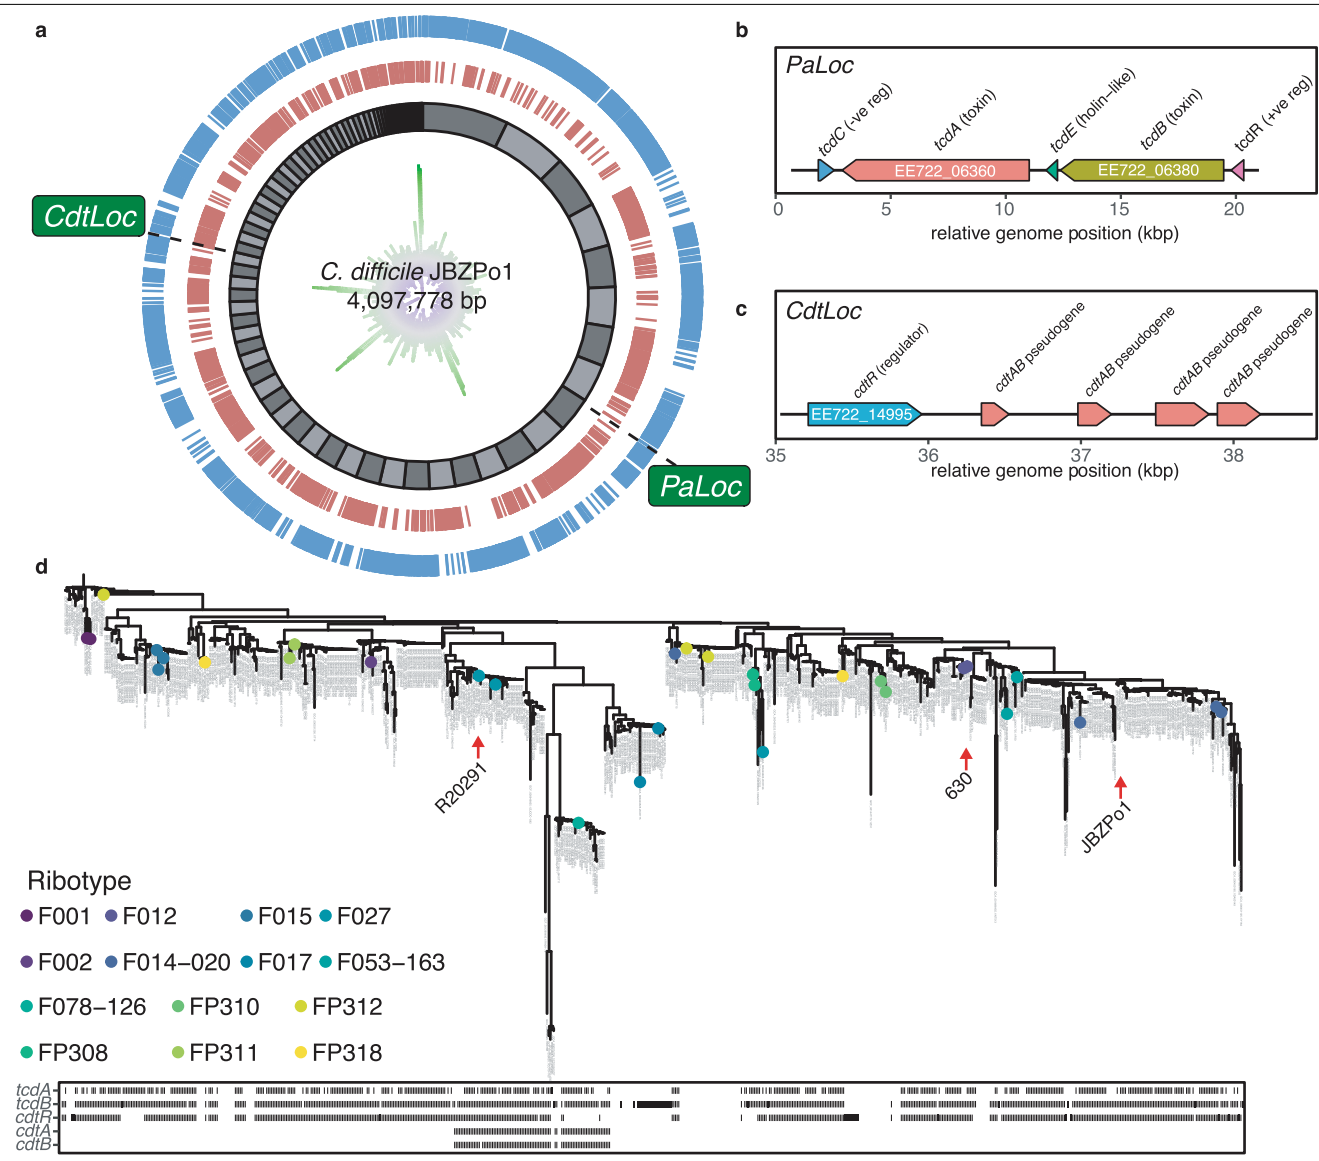 a
CdtLoc
C. difficile JBZPo1
4,097,778 bp
PaLoc
b
PaLoc
tcdC (-ve reg)
tcdA (toxin)
tcdE (holin-like)
tcdB (toxin)
tcdR (+ve reg)
EE722_06360
EE722_06380
0 5 10 15 20
relative genome position (kbp)
c
CdtLoc
cdtR (regulator)
cdtAB pseudogene
cdtAB pseudogene
cdtAB pseudogene
cdtAB pseudogene
EE722_14995
35 36 37 38
relative genome position (kbp)
d
R20291
630
JBZPo1
Ribotype
F001 F012 F015 F027
F002 F014-020 F017 F053-163
F078-126 FP310 FP312
FP308 FP311 FP318
tcdA
tcdB
cdtR
cdtA
cdtB